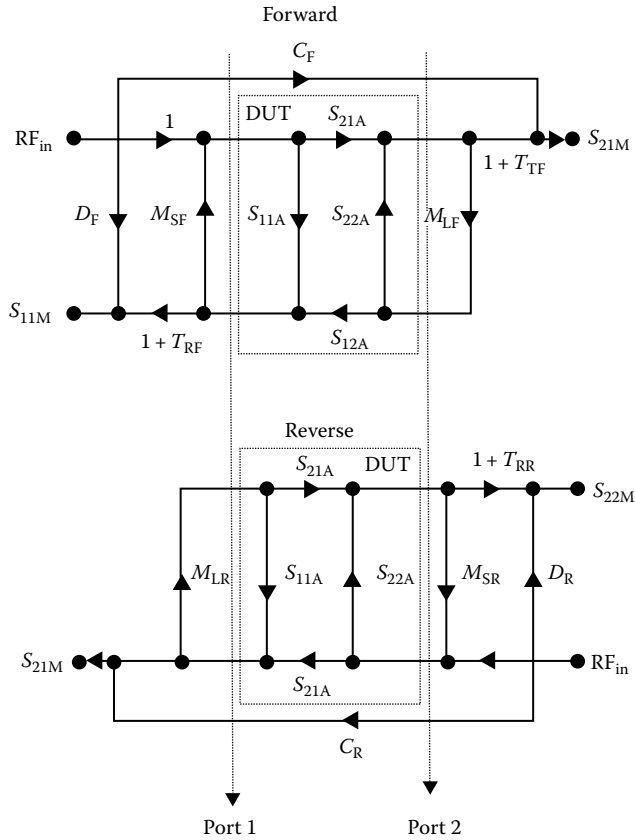 Forward
C_F
DUT
S_21A
1
RF_in
S_21M
1 + T_TF
D_F
M_SF
S_11A
S_22A
M_LF
S_11M
1 + T_RF
S_12A
Reverse
S_21A
DUT
1 + T_RR
S_22M
M_LR
S_11A
S_22A
M_SR
D_R
S_21M
RF_in
S_21A
C_R
Port 1
Port 2